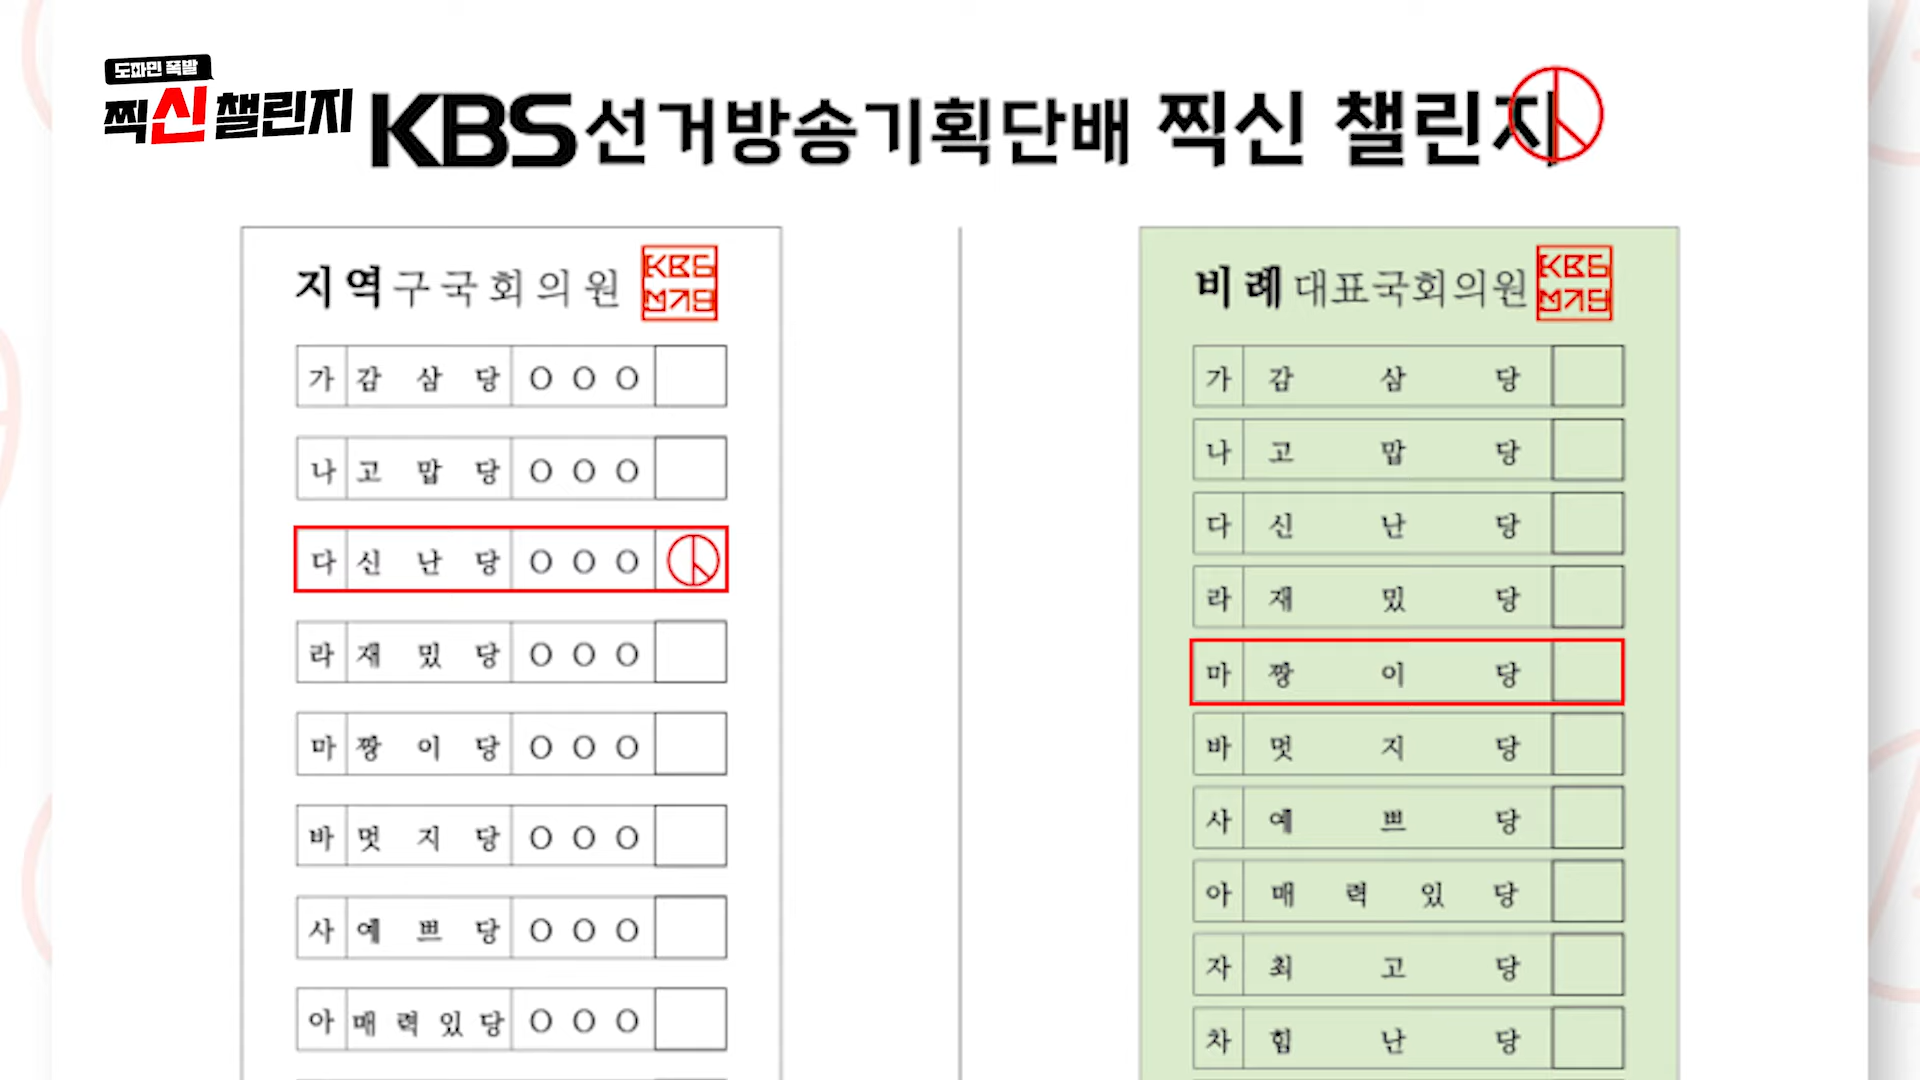 도파민 폭발
찍신 챌린지
KBS선거방송기획단배 찍신 챌린지
지역구국회의원
KBS
가 감삼당 ○○○
나 고맙당 ○○○
다 신난당 ○○○
라 재밌당 ○○○
마 짱이당 ○○○
바 멋지당 ○○○
사 예쁘당 ○○○
아 매력있당 ○○○
비례대표국회의원
KBS
가 감삼당
나 고맙당
다 신난당
라 재밌당
마 짱이당
바 멋지당
사 예쁘당
아 매력있당
자 최고당
차 힘난당